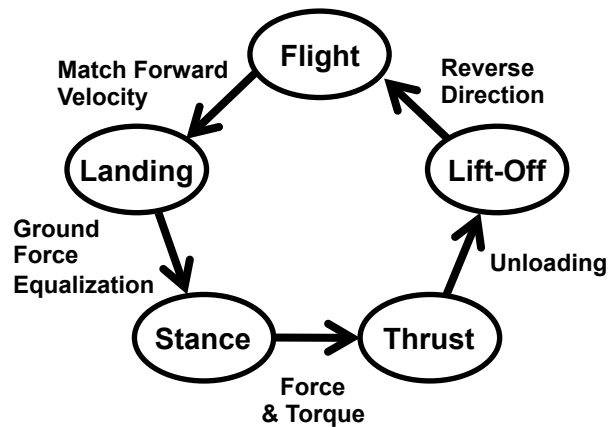 Flight
Match Forward
Velocity
Reverse
Direction
Landing
Lift-Off
Ground
Force
Equalization
Unloading
Stance
Thrust
Force
& Torque